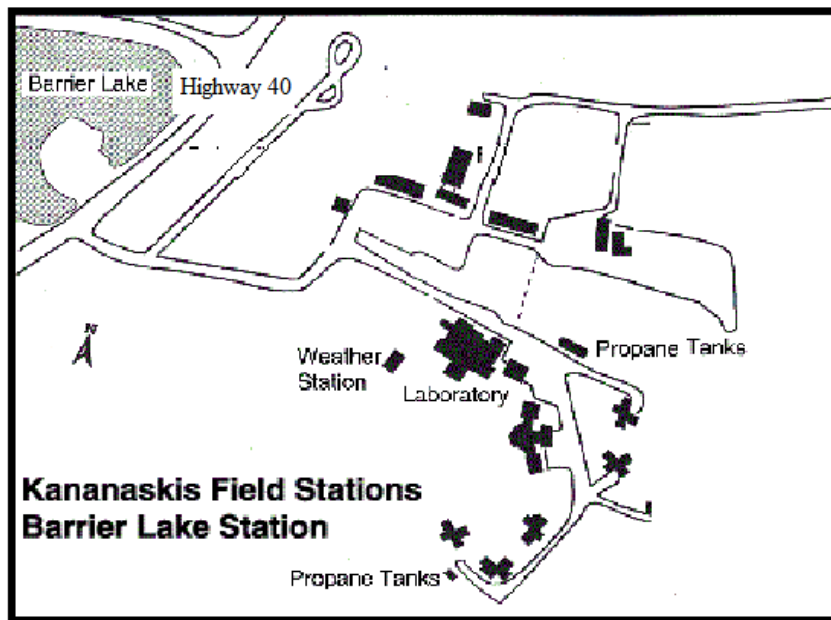 Barrier Lake
Highway 40
N
Propane Tanks
Weather
Station
Laboratory
Kananaskis Field Stations
Barrier Lake Station
Propane Tanks